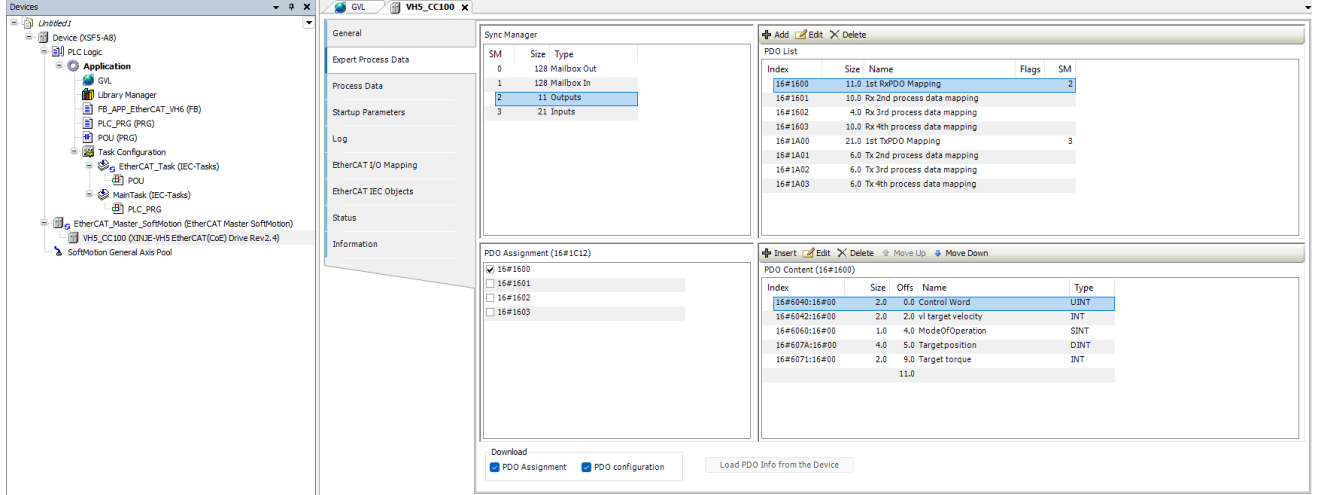 Devices
Untitled1
Device (XSF5-A8)
PLC Logic
Application
GVL
Library Manager
FB_APP_EtherCAT_VH6 (FB)
PLC_PRG (PRG)
POU (PRG)
Task Configuration
EtherCAT_Task (IEC-Tasks)
POU
MainTask (IEC-Tasks)
PLC_PRG
EtherCAT_Master_SoftMotion (EtherCAT Master SoftMotion)
VH5_CC100 (XINJE-VH5 EtherCAT(CoE) Drive Rev2.4)
SoftMotion General Axis Pool
GVL VH5_CC100
General
Expert Process Data
Process Data
Startup Parameters
Log
EtherCAT I/O Mapping
EtherCAT IEC Objects
Status
Information
Sync Manager
SM Size Type
0 128 Mailbox Out
1 128 Mailbox In
2 11 Outputs
3 21 Inputs
Add Edit Delete
PDO List
Index Size Name Flags SM
16#1600 11.0 1st RxPDO Mapping 2
16#1601 10.0 Rx 2nd process data mapping
16#1602 4.0 Rx 3rd process data mapping
16#1603 10.0 Rx 4th process data mapping
16#1A00 21.0 1st TxPDO Mapping 3
16#1A01 6.0 Tx 2nd process data mapping
16#1A02 6.0 Tx 3rd process data mapping
16#1A03 6.0 Tx 4th process data mapping
PDO Assignment (16#1C12)
16#1600
16#1601
16#1602
16#1603
Insert Edit Delete Move Up Move Down
PDO Content (16#1600)
Index Size Offs Name Type
16#6040:16#00 2.0 0.0 Control Word UINT
16#6042:16#00 2.0 2.0 vl target velocity INT
16#6060:16#00 1.0 4.0 ModeOfOperation SINT
16#607A:16#00 4.0 5.0 Targetposition DINT
16#6071:16#00 2.0 9.0 Target torque INT
11.0
Download
PDO Assignment PDO configuration
Load PDO Info from the Device